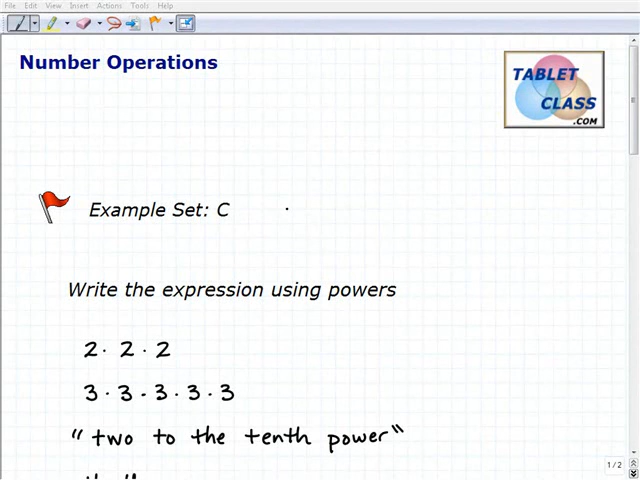 File Edit View Insert Actions Tools Help
Number Operations
TABLET
CLASS
.COM
Example Set: C
Write the expression using powers
2 · 2 · 2
3 · 3 · 3 · 3 · 3
"two to the tenth power"
1/2